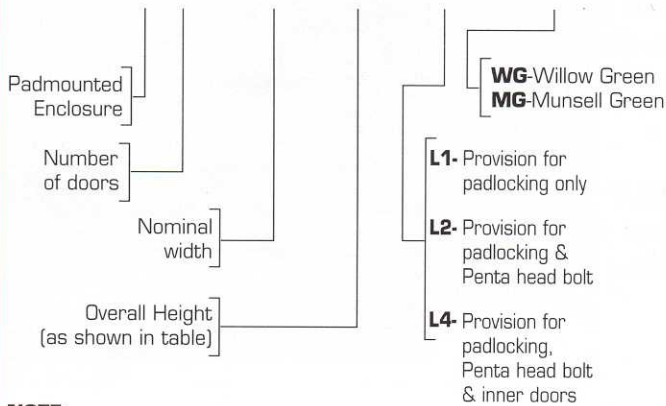 Padmounted
Enclosure
WG-Willow Green
MG-Munsell Green
Number
of doors
L1- Provision for
padlocking only
Nominal
width
L2- Provision for
padlocking &
Penta head bolt
Overall Height
(as shown in table)
L4- Provision for
padlocking,
Penta head bolt
& inner doors